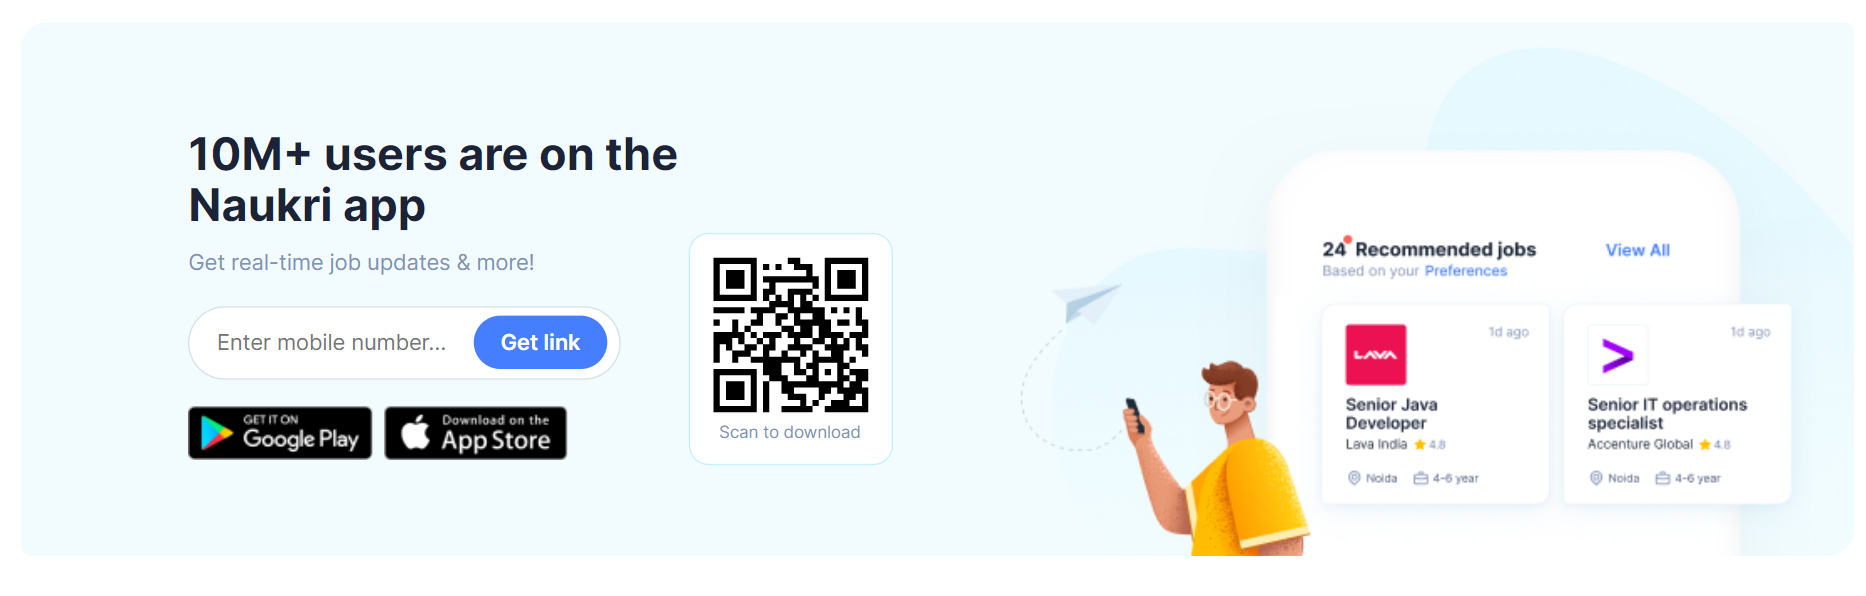 10M+ users are on the
Naukri app
Get real-time job updates & more!
Enter mobile number...
Get link
GET IT ON
Google Play
Download on the
App Store
Scan to download
24 Recommended jobs
View All
Based on your Preferences
1d ago
LAVA
Senior Java
Developer
Lava India 4.8
Noida 4-6 year
1d ago
Senior IT operations
specialist
Accenture Global 4.8
Noida 4-6 year